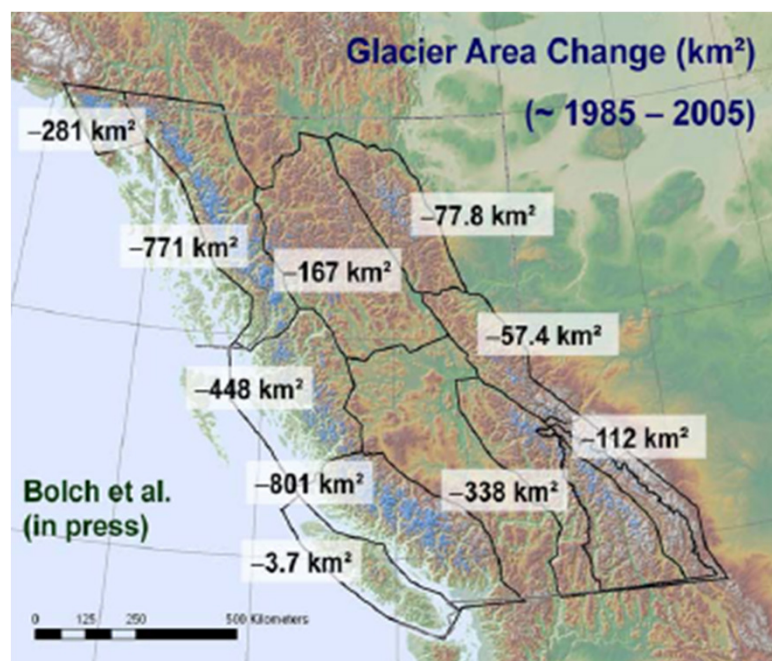 Glacier Area Change (km²)
(~ 1985 – 2005)
–281 km²
–77.8 km²
–771 km²
–167 km²
–57.4 km²
–448 km²
–112 km²
–801 km²
–338 km²
Bolch et al.
(in press)
–3.7 km²
0 125 250 500 Kilometers